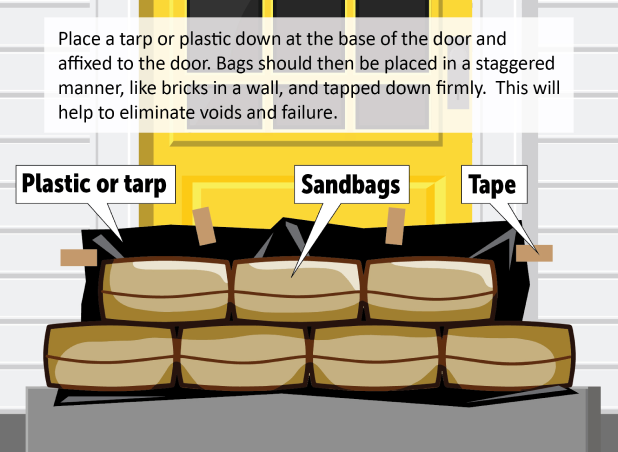 Place a tarp or plastic down at the base of the door and
affixed to the door. Bags should then be placed in a staggered
manner, like bricks in a wall, and tapped down firmly.  This will
help to eliminate voids and failure.
Plastic or tarp
Sandbags
Tape